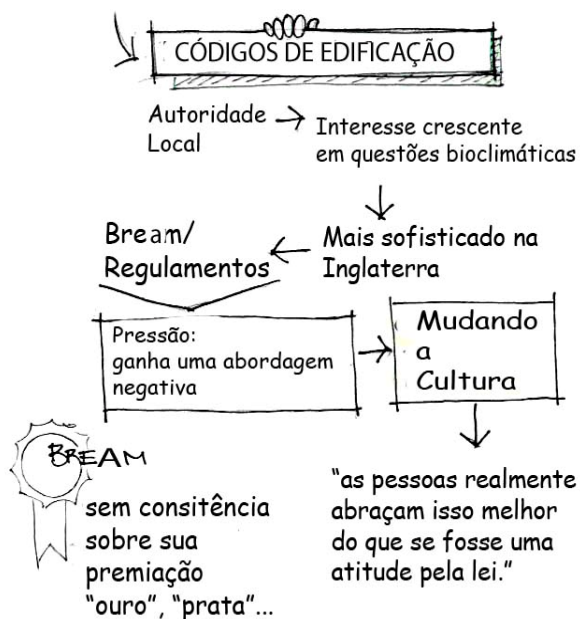 CÓDIGOS DE EDIFICAÇÃO
Autoridade
Local
Interesse crescente
em questões bioclimáticas
Mais sofisticado na
Inglaterra
Bream/
Regulamentos
Pressão:
ganha uma abordagem
negativa
Mudando
a
Cultura
"as pessoas realmente
abraçam isso melhor
do que se fosse uma
atitude pela lei."
BREAM
sem consitência
sobre sua
premiação
"ouro", "prata"...